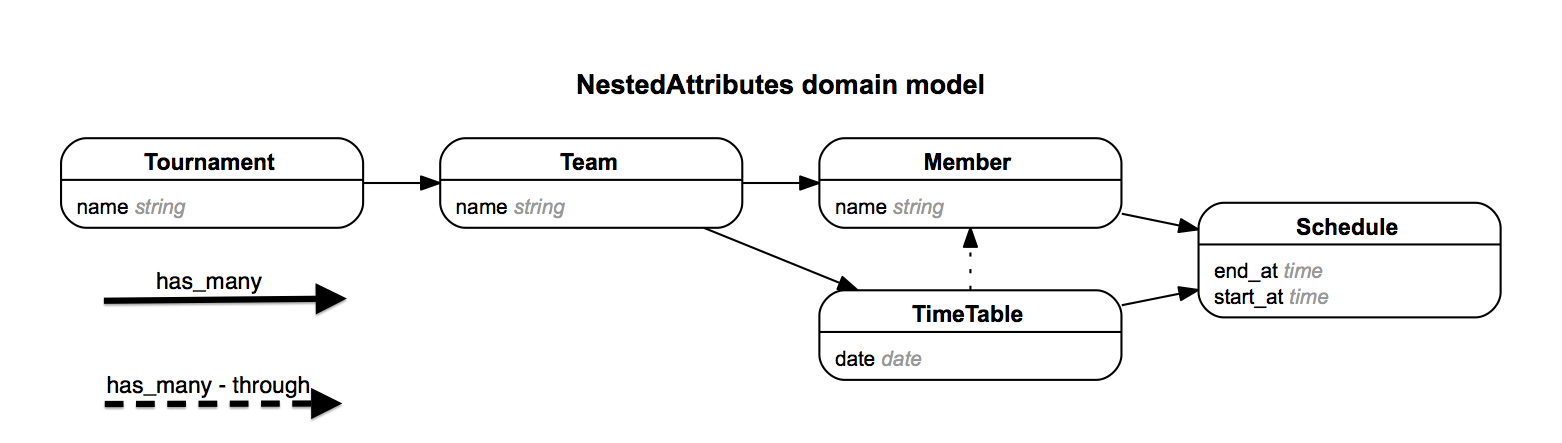 NestedAttributes domain model
Tournament
name string
Team
name string
Member
name string
Schedule
end_at time
start_at time
TimeTable
date date
has_many
has_many - through